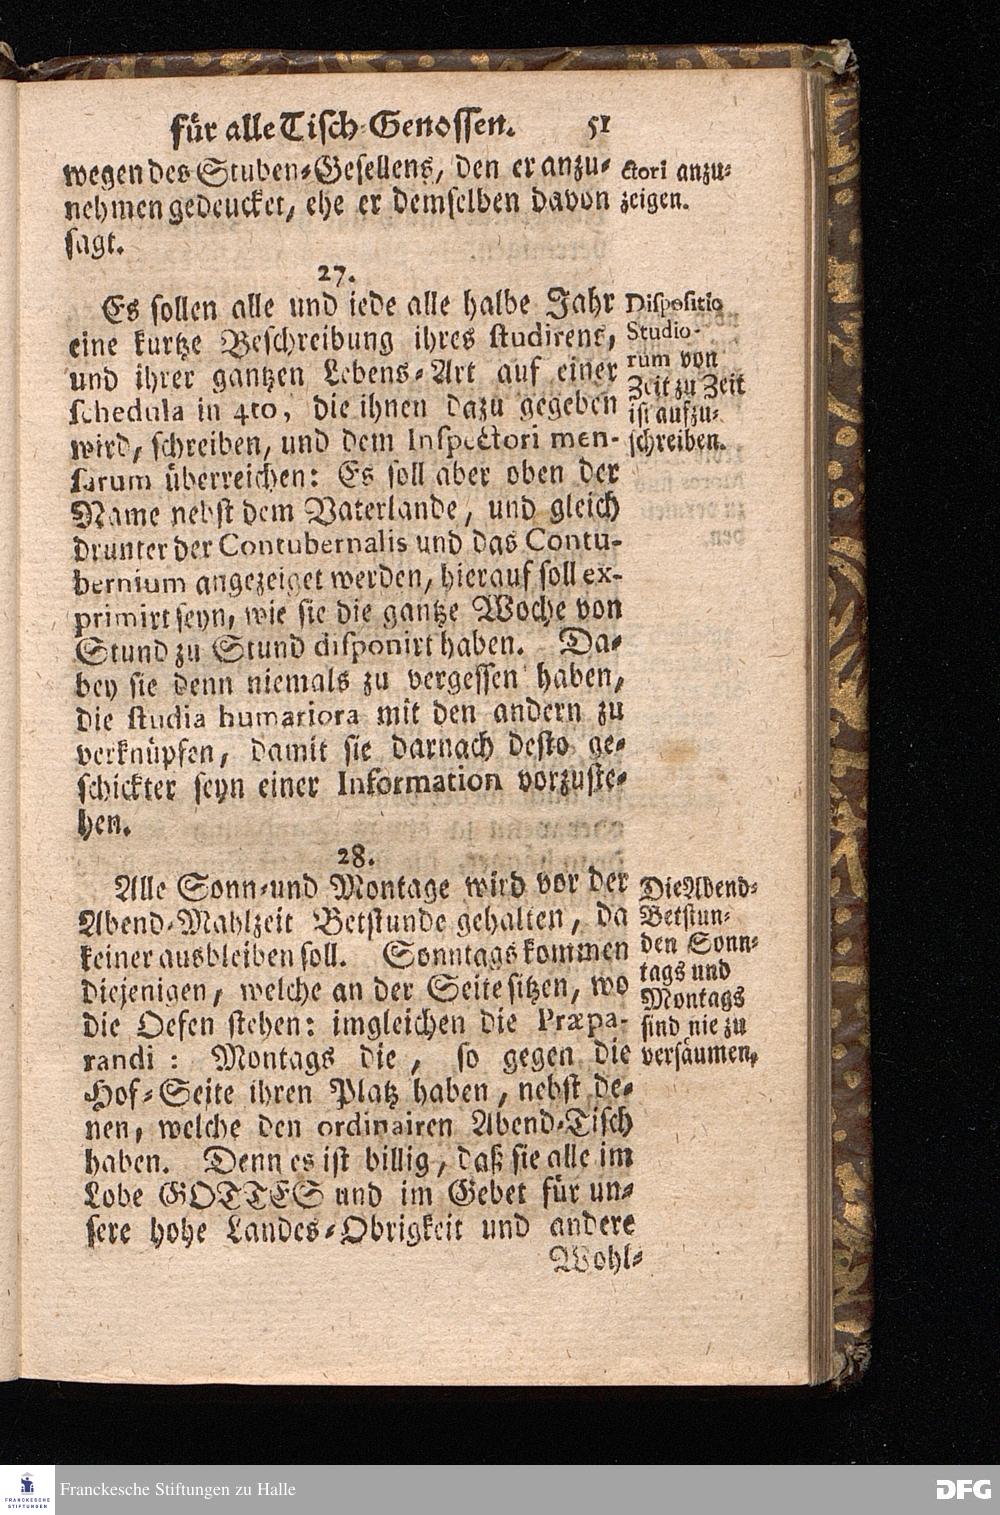 für alle Tisch-Genossen. 51
wegen des Stuben-Gesellens, den er anzu-
nehmen gedencket, ehe er demselben davon
sagt.
ctori anzu-
zeigen.
27.
Es sollen alle und iede alle halbe Jahr
eine kurtze Beschreibung ihres studirens,
und ihrer gantzen Lebens-Art auf einer
schedula in 4to, die ihnen dazu gegeben
wird, schreiben, und dem Inspectori men-
sarum überreichen: Es soll aber oben der
Name nebst dem Vaterlande, und gleich
drunter der Contubernalis und das Contu-
bernium angezeiget werden, hierauf soll ex-
primirt seyn, wie sie die gantze Woche von
Stund zu Stund disponirt haben. Da-
bey sie denn niemals zu vergessen haben,
die studia humaniora mit den andern zu
verknüpfen, damit sie darnach desto ge-
schickter seyn einer Information vorzuste-
hen.
Dispositio
Studio-
rum von
Zeit zu Zeit
ist aufzu-
schreiben.
28.
Alle Sonn-und Montage wird vor der
Abend-Mahlzeit Betstunde gehalten, da
keiner ausbleiben soll. Sonntags kommen
diejenigen, welche an der Seite sitzen, wo
die Oefen stehen: imgleichen die Præpa-
randi: Montags die, so gegen die
Hof-Seite ihren Platz haben, nebst de-
nen, welche den ordinairen Abend-Tisch
haben. Denn es ist billig, daß sie alle im
Lobe GOTTES und im Gebet für un-
sere hohe Landes-Obrigkeit und andere
Wohl-
Die Abend-
Betstun-
den Sonn-
tags und
Montags
sind nie zu
versäumen.
FRANCKESCHE
STIFTUNGEN
Franckesche Stiftungen zu Halle
DFG